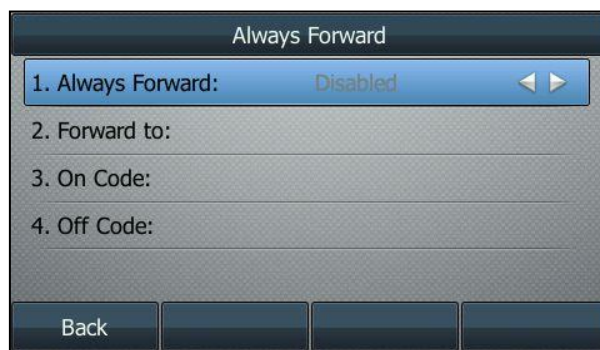 Always Forward
1. Always Forward: Disabled
2. Forward to:
3. On Code:
4. Off Code:
Back